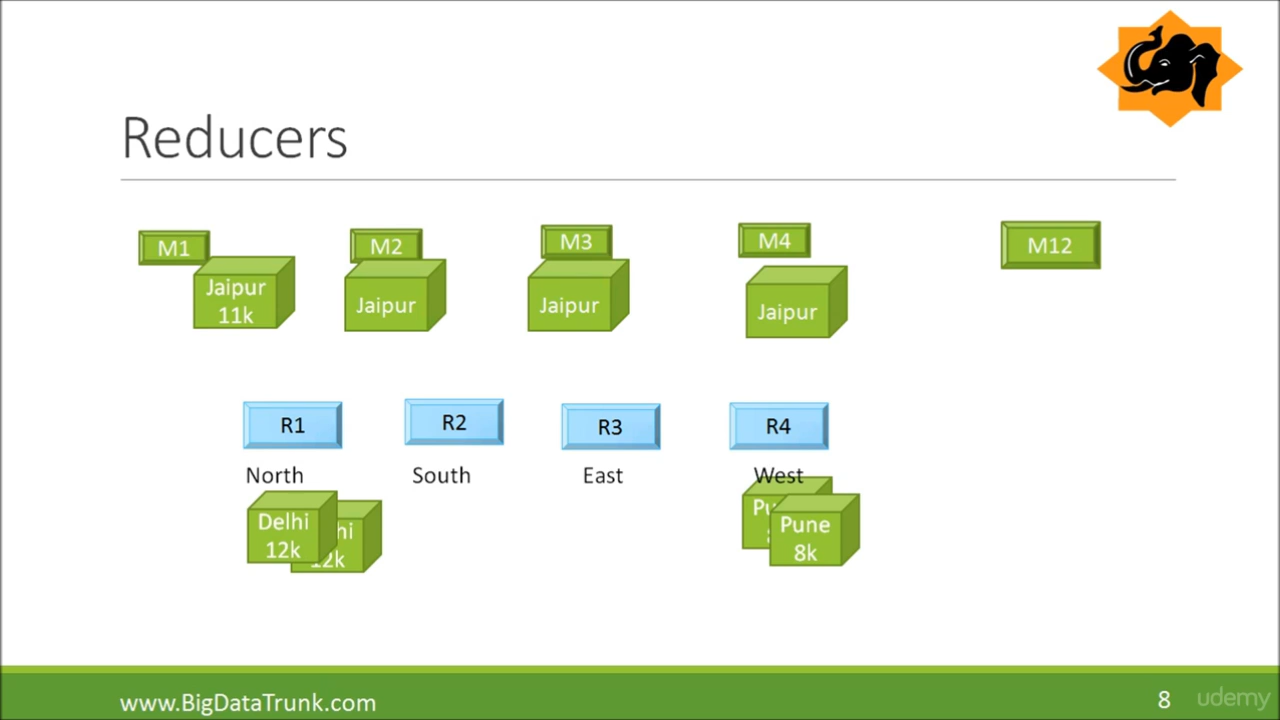 Reducers
M1
M2
M3
M4
M12
Jaipur
11k
Jaipur
Jaipur
Jaipur
R1
R2
R3
R4
North
South
East
West
Delhi
12k
12k
Pune
8k
www.BigDataTrunk.com
8
udemy